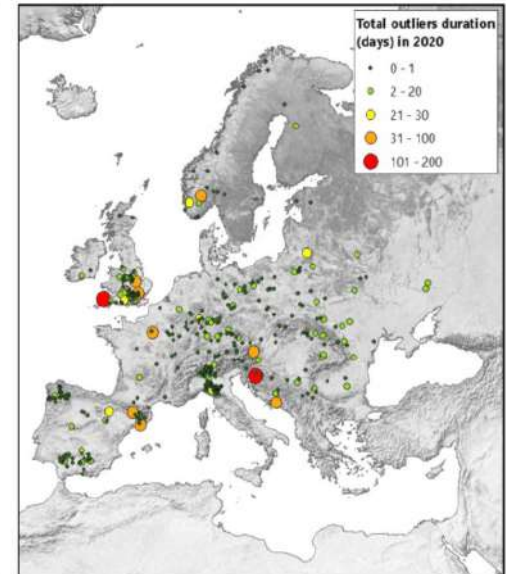 Total outliers duration
(days) in 2020
0 - 1
2 - 20
21 - 30
31 - 100
101 - 200